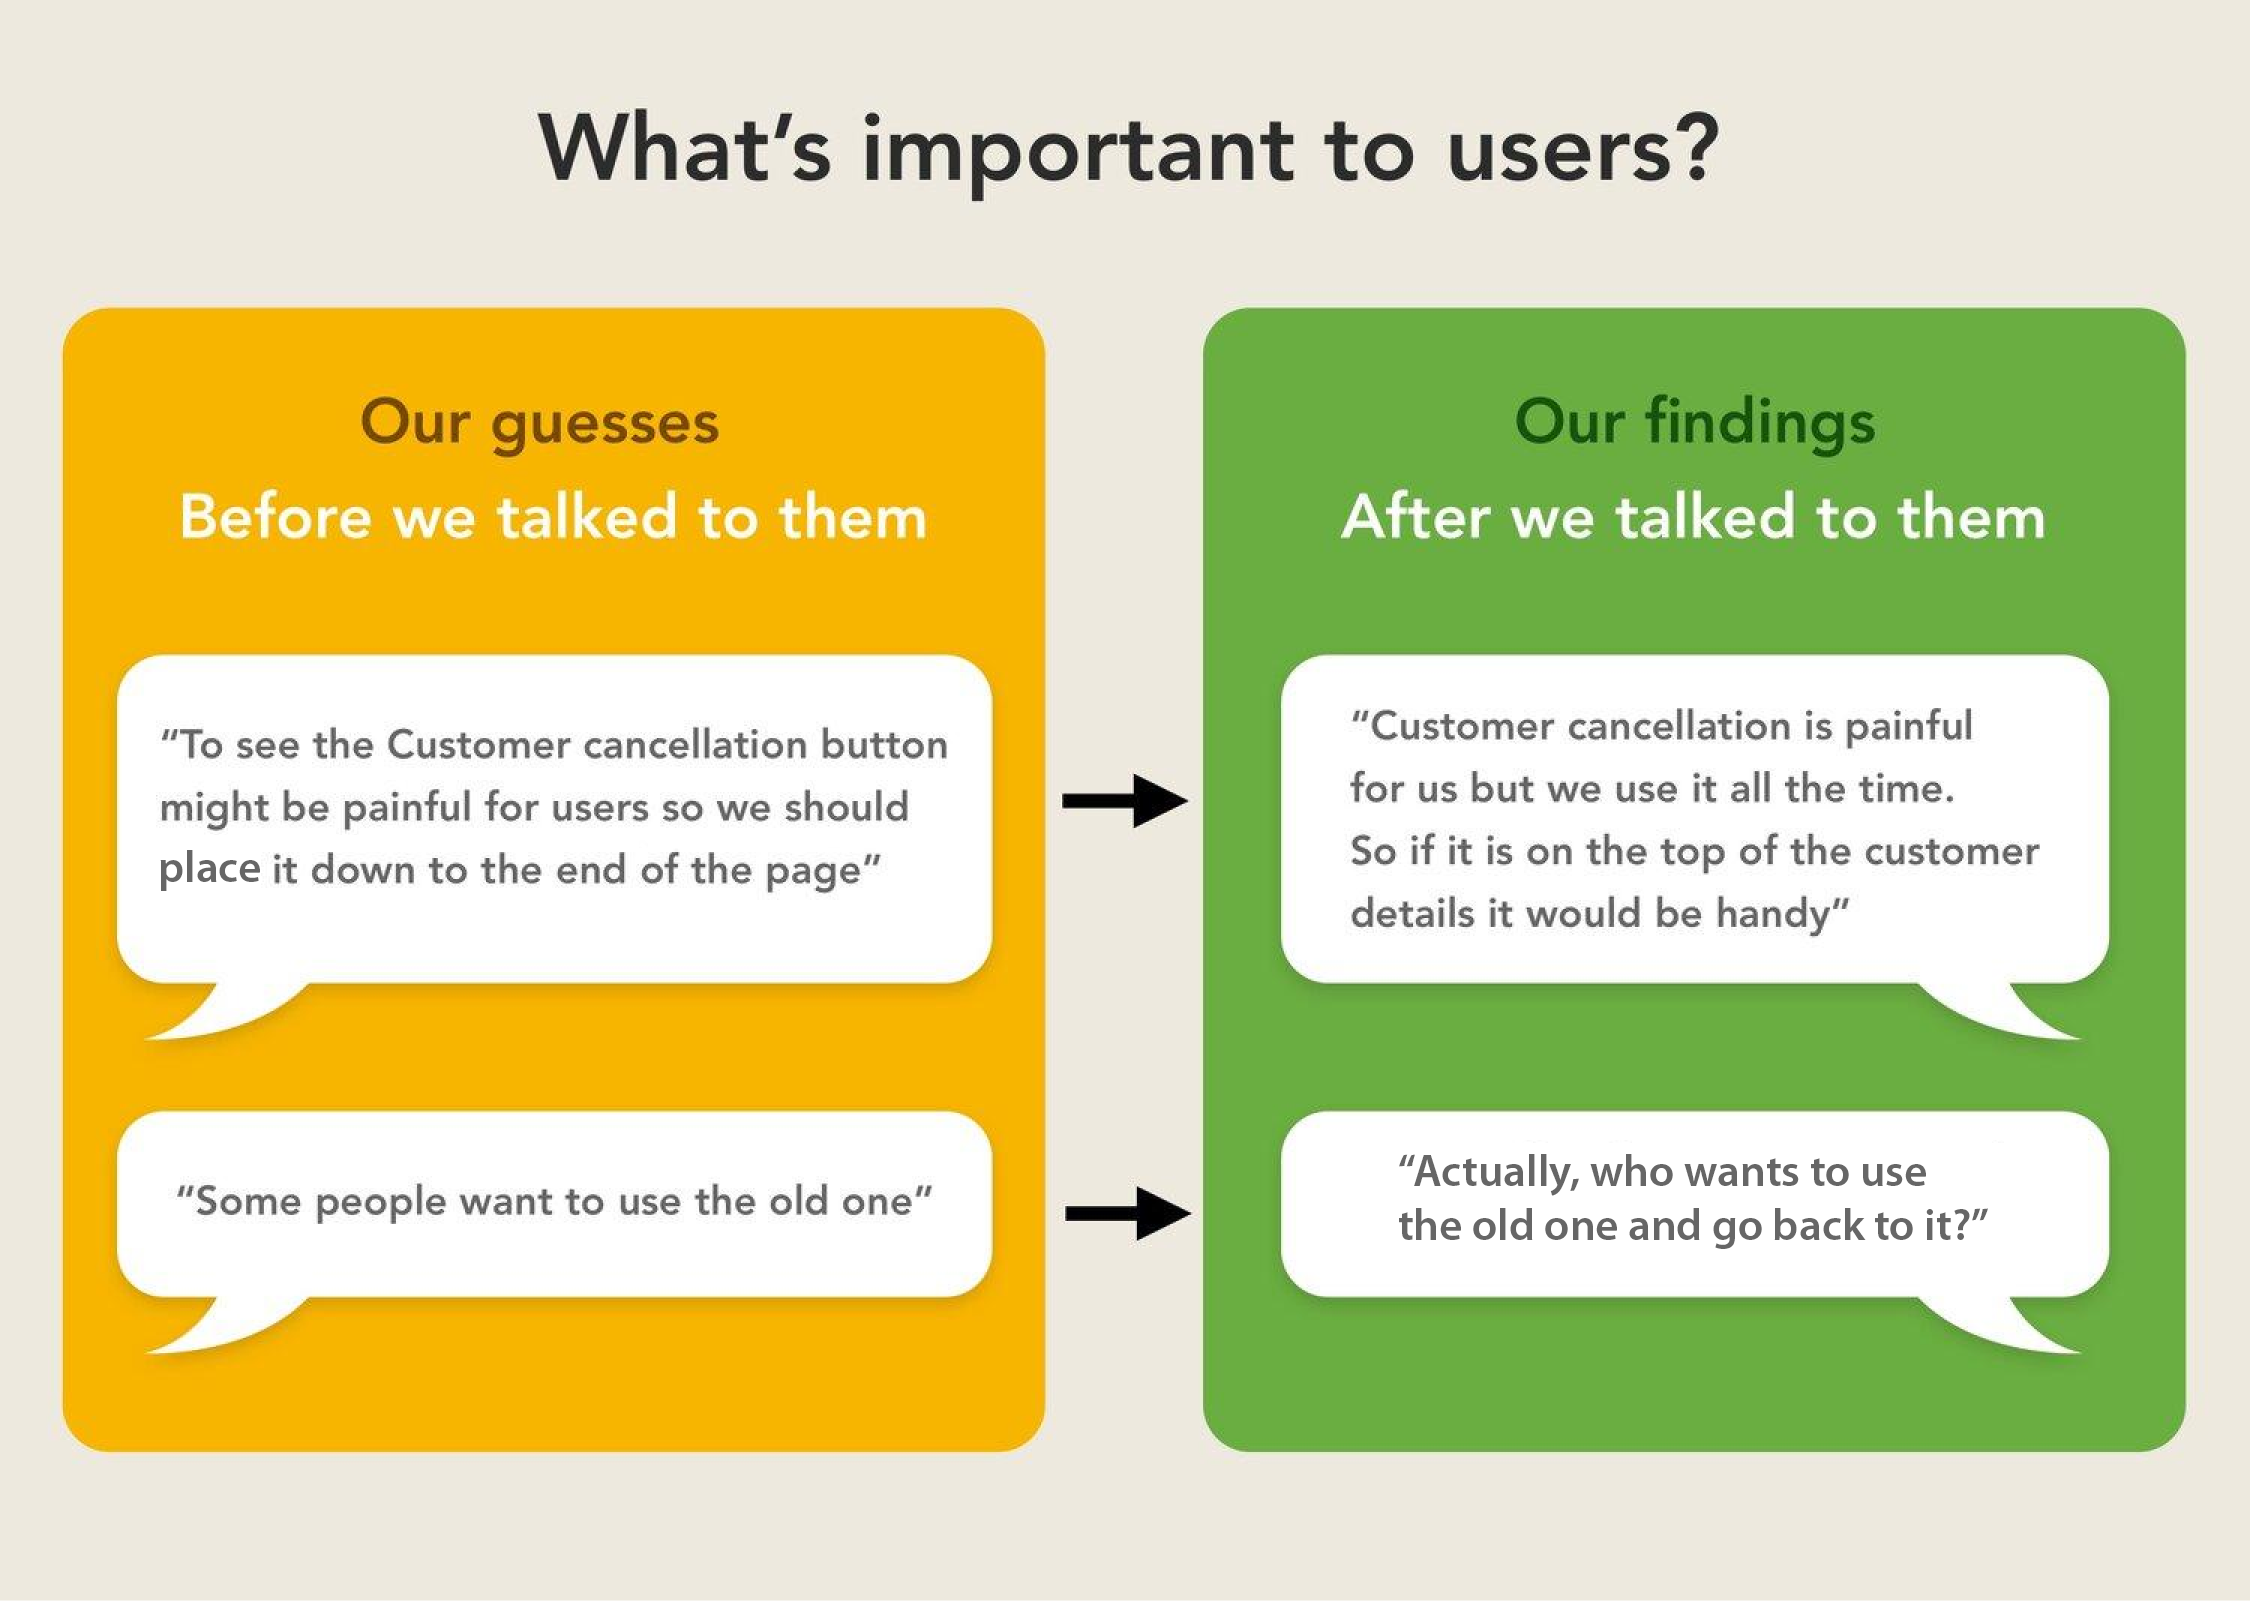 What’s important to users?
Our guesses
Before we talked to them
“To see the Customer cancellation button
might be painful for users so we should
place it down to the end of the page”
“Some people want to use the old one”
Our findings
After we talked to them
“Customer cancellation is painful
for us but we use it all the time.
So if it is on the top of the customer
details it would be handy”
“Actually, who wants to use
the old one and go back to it?”